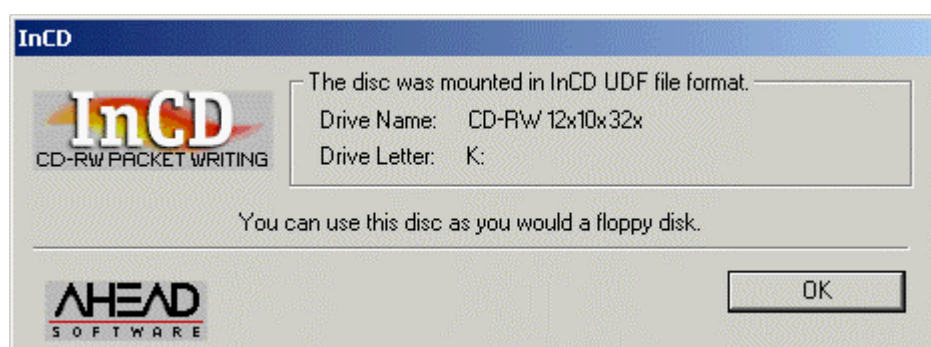 InCD
The disc was mounted in InCD UDF file format.
InCD
CD-RW PACKET WRITING
Drive Name: CD-RW 12x10x32x
Drive Letter: K:
You can use this disc as you would a floppy disk.
AHEAD
SOFTWARE
OK